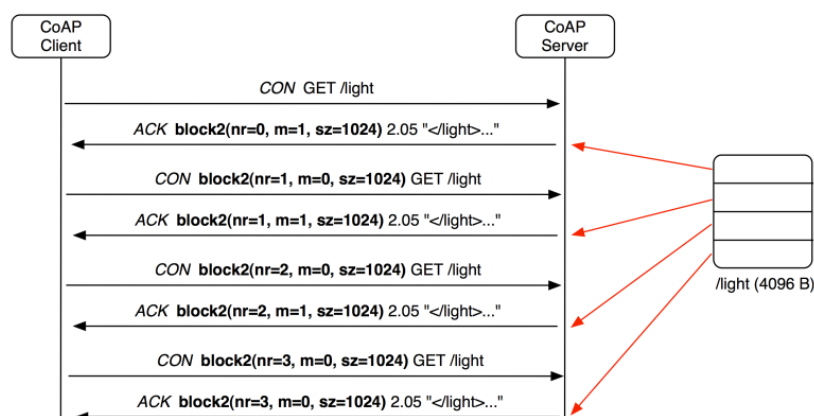 CoAP
Client
CoAP
Server
CON GET /light
ACK block2(nr=0, m=1, sz=1024) 2.05 "</light>..."
CON block2(nr=1, m=0, sz=1024) GET /light
ACK block2(nr=1, m=1, sz=1024) 2.05 "</light>..."
CON block2(nr=2, m=0, sz=1024) GET /light
ACK block2(nr=2, m=1, sz=1024) 2.05 "</light>..."
/light (4096 B)
CON block2(nr=3, m=0, sz=1024) GET /light
ACK block2(nr=3, m=0, sz=1024) 2.05 "</light>..."